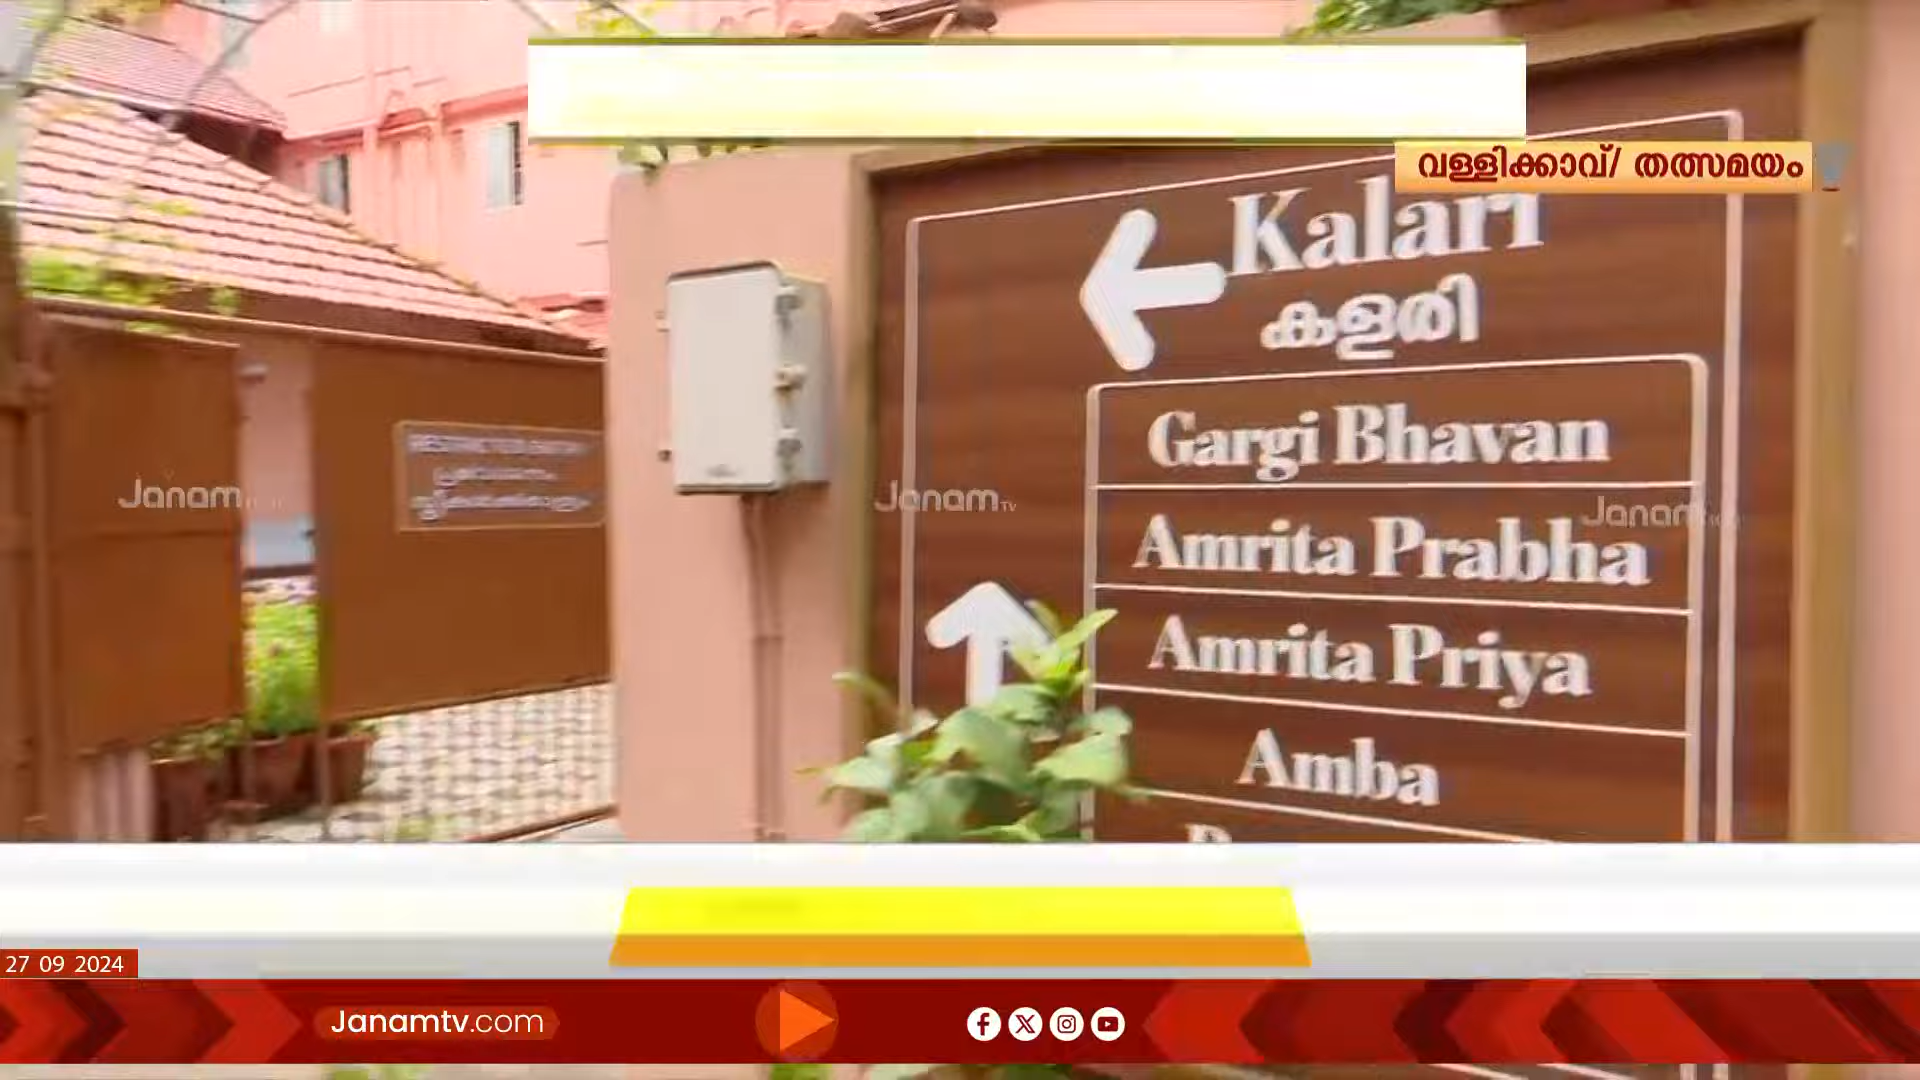 വള്ളിക്കാവ്/ തത്സമയം
Kalari
കളരി
Gargi Bhavan
Amrita Prabha
Amrita Priya
Amba
Janam
Janam TV
Janam
27 09 2024
Janamtv.com